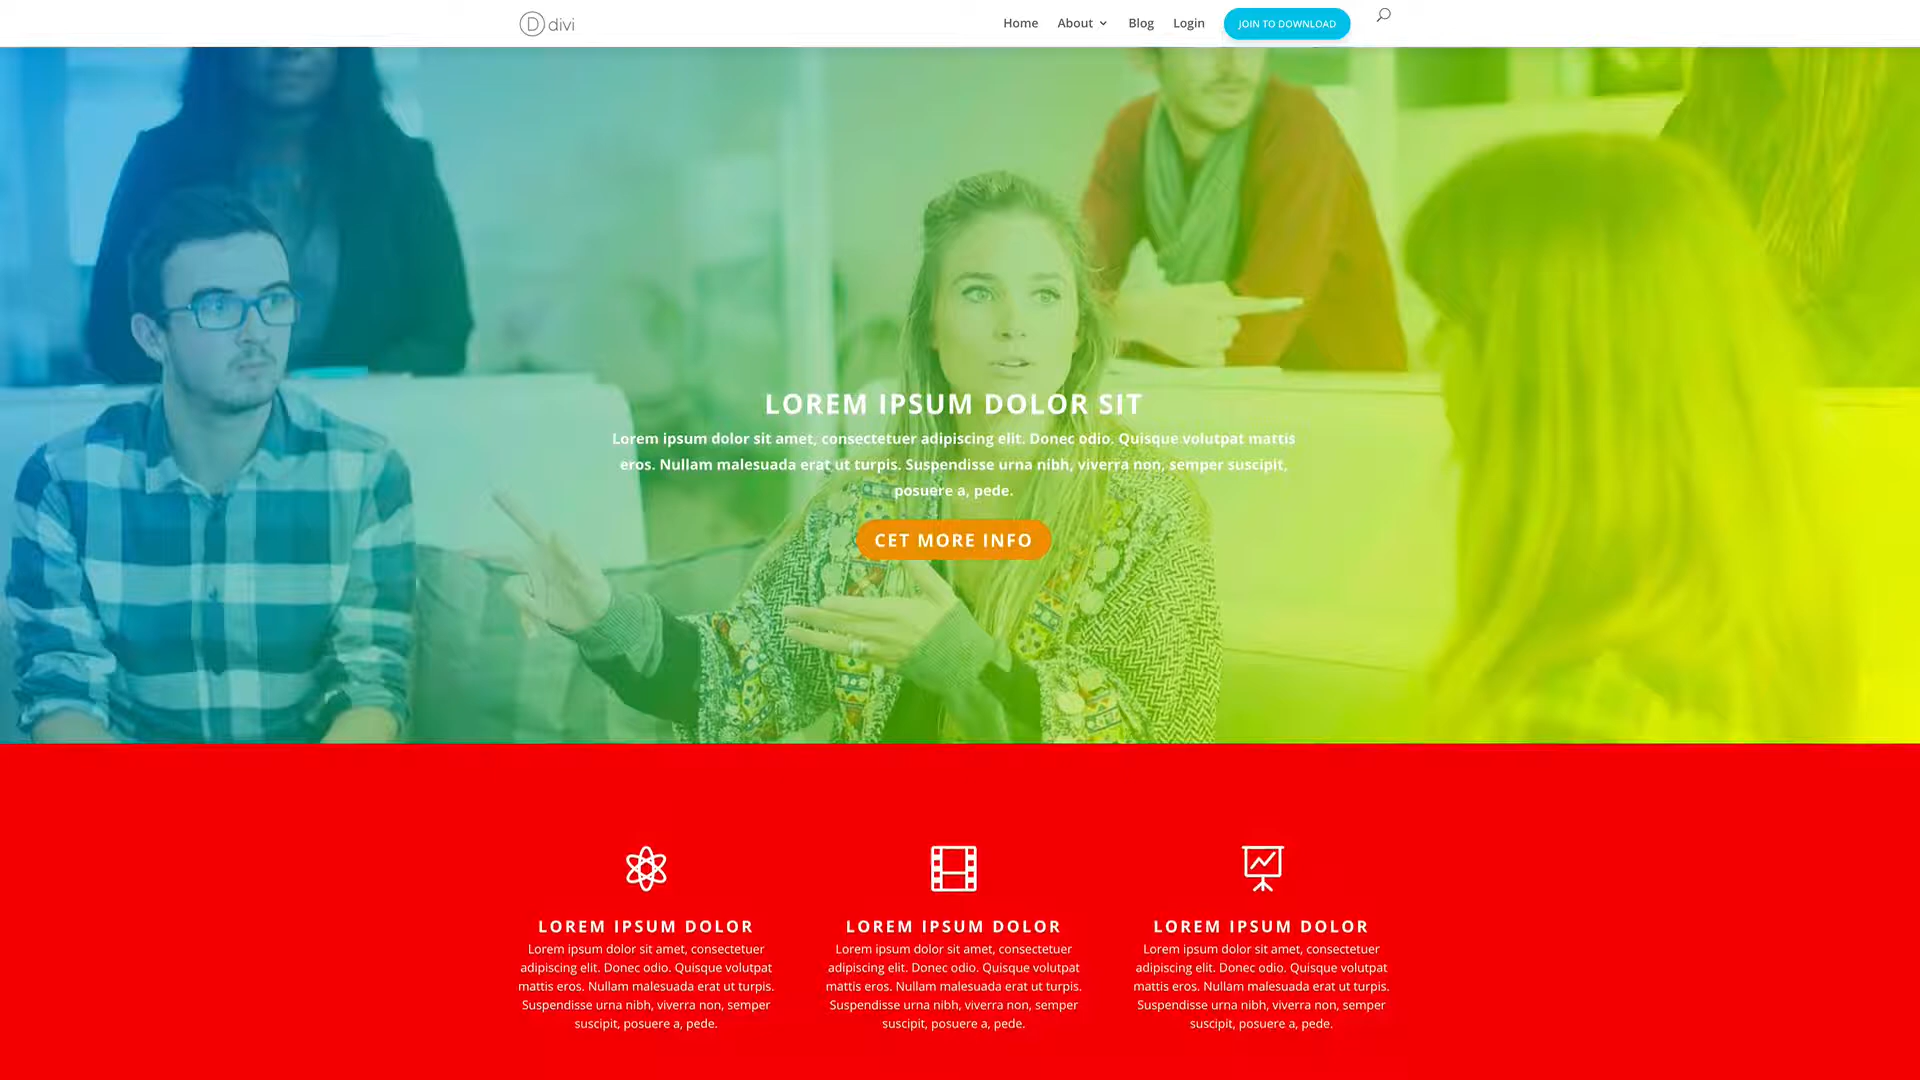 D divi
Home
About
Blog
Login
JOIN TO DOWNLOAD
LOREM IPSUM DOLOR SIT
Lorem ipsum dolor sit amet, consectetuer adipiscing elit. Donec odio. Quisque volutpat mattis
eros. Nullam malesuada erat ut turpis. Suspendisse urna nibh, viverra non, semper suscipit,
posuere a, pede.
CET MORE INFO
LOREM IPSUM DOLOR
Lorem ipsum dolor sit amet, consectetuer
adipiscing elit. Donec odio. Quisque volutpat
mattis eros. Nullam malesuada erat ut turpis.
Suspendisse urna nibh, viverra non, semper
suscipit, posuere a, pede.
LOREM IPSUM DOLOR
Lorem ipsum dolor sit amet, consectetuer
adipiscing elit. Donec odio. Quisque volutpat
mattis eros. Nullam malesuada erat ut turpis.
Suspendisse urna nibh, viverra non, semper
suscipit, posuere a, pede.
LOREM IPSUM DOLOR
Lorem ipsum dolor sit amet, consectetuer
adipiscing elit. Donec odio. Quisque volutpat
mattis eros. Nullam malesuada erat ut turpis.
Suspendisse urna nibh, viverra non, semper
suscipit, posuere a, pede.